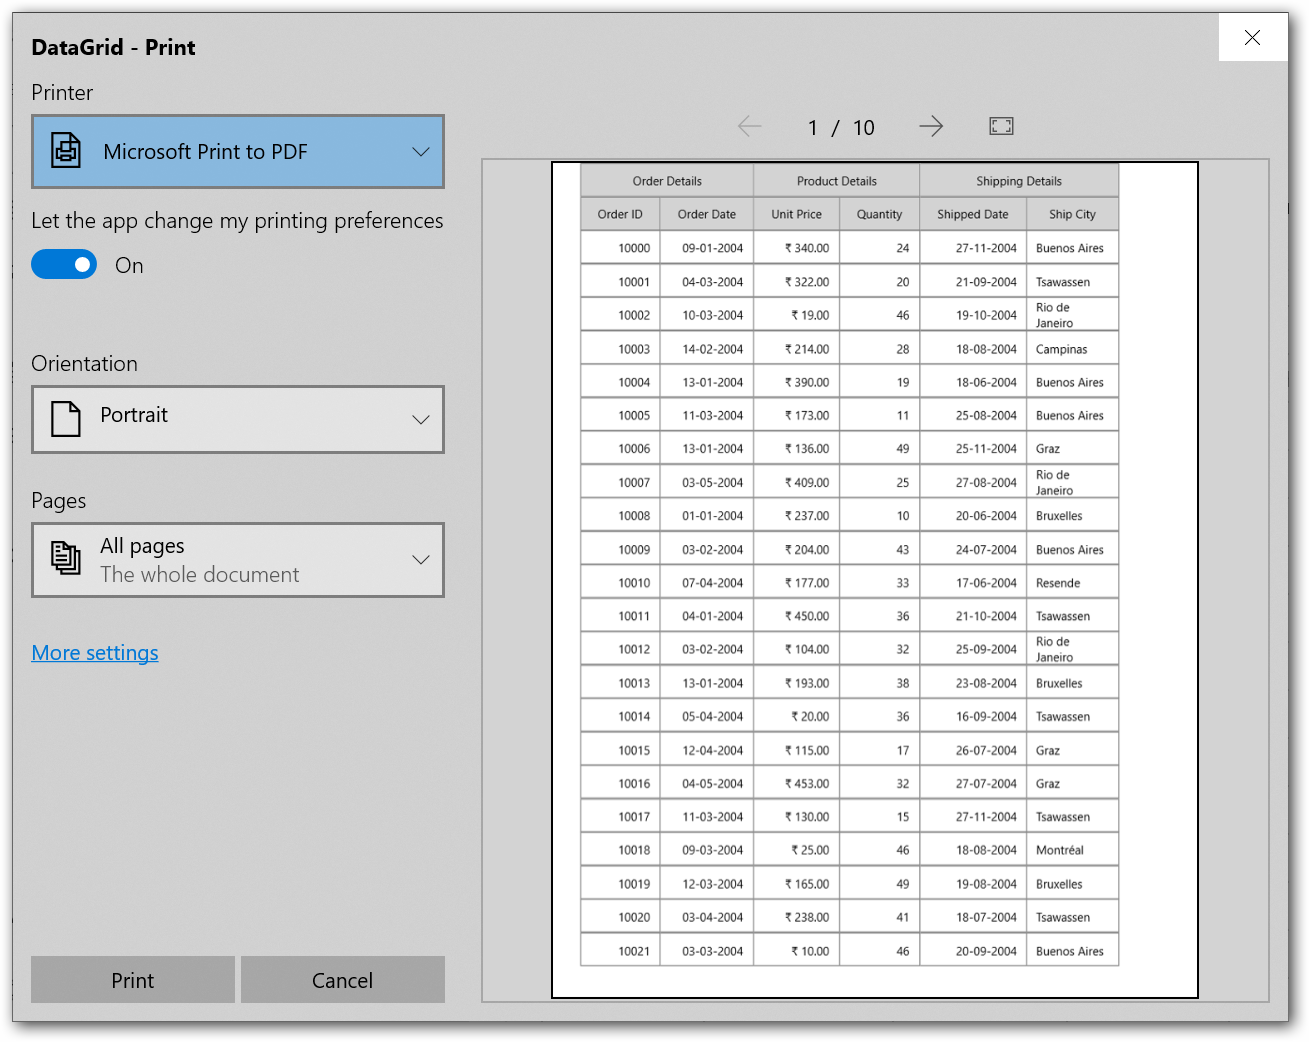 DataGrid - Print
Printer
Microsoft Print to PDF
Let the app change my printing preferences
On
Orientation
Portrait
Pages
All pages
The whole document
More settings
Print Cancel
1 / 10
Order Details Product Details Shipping Details
Order ID Order Date Unit Price Quantity Shipped Date Ship City
10000 09-01-2004 ₹ 340.00 24 27-11-2004 Buenos Aires
10001 04-03-2004 ₹ 322.00 20 21-09-2004 Tsawassen
10002 10-03-2004 ₹ 19.00 46 19-10-2004 Rio de
Janeiro
10003 14-02-2004 ₹ 214.00 28 18-08-2004 Campinas
10004 13-01-2004 ₹ 390.00 19 18-06-2004 Buenos Aires
10005 11-03-2004 ₹ 173.00 11 25-08-2004 Buenos Aires
10006 13-01-2004 ₹ 136.00 49 25-11-2004 Graz
10007 03-05-2004 ₹ 409.00 25 27-08-2004 Rio de
Janeiro
10008 01-01-2004 ₹ 237.00 10 20-06-2004 Bruxelles
10009 03-02-2004 ₹ 204.00 43 24-07-2004 Buenos Aires
10010 07-04-2004 ₹ 177.00 33 17-06-2004 Resende
10011 04-01-2004 ₹ 450.00 36 21-10-2004 Tsawassen
10012 03-02-2004 ₹ 104.00 32 25-09-2004 Rio de
Janeiro
10013 13-01-2004 ₹ 193.00 38 23-08-2004 Bruxelles
10014 05-04-2004 ₹ 20.00 36 16-09-2004 Tsawassen
10015 12-04-2004 ₹ 115.00 17 26-07-2004 Graz
10016 04-05-2004 ₹ 453.00 32 27-07-2004 Graz
10017 11-03-2004 ₹ 130.00 15 27-11-2004 Tsawassen
10018 09-03-2004 ₹ 25.00 46 18-08-2004 Montréal
10019 12-03-2004 ₹ 165.00 49 19-08-2004 Bruxelles
10020 03-04-2004 ₹ 238.00 41 18-07-2004 Tsawassen
10021 03-03-2004 ₹ 10.00 46 20-09-2004 Buenos Aires